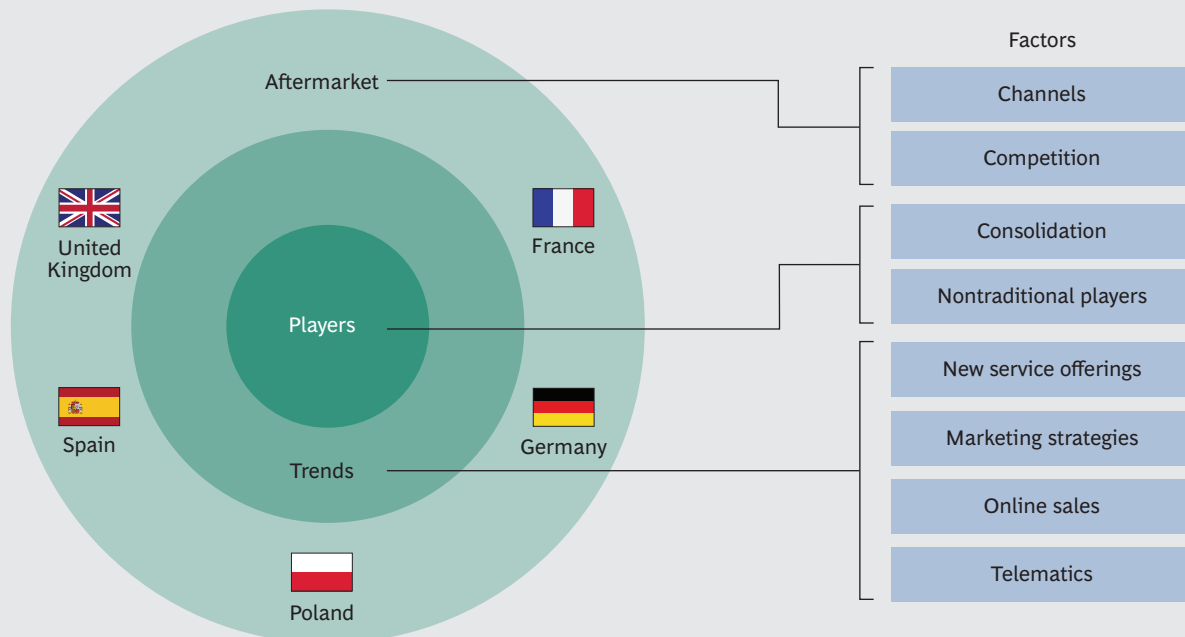 Factors
Aftermarket
Channels
Competition
United
Kingdom
France
Consolidation
Nontraditional players
Players
New service offerings
Spain
Germany
Marketing strategies
Trends
Online sales
Telematics
Poland